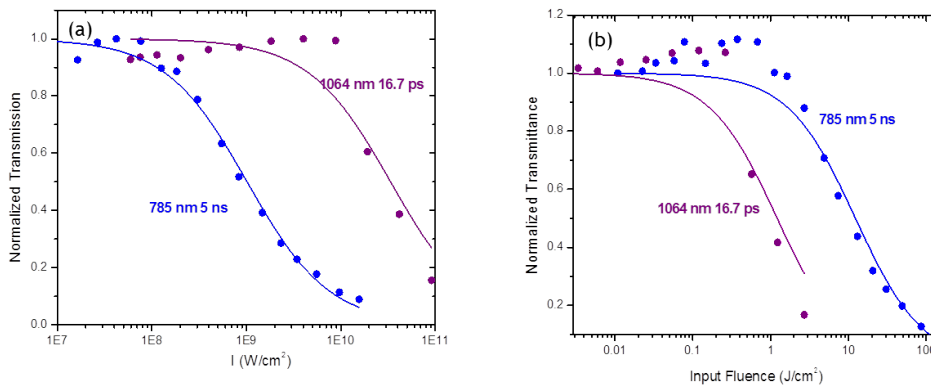 (a)
Normalized Transmission
1.0
0.8
0.6
0.4
0.2
0.0
1064 nm 16.7 ps
785 nm 5 ns
1E7 1E8 1E9 1E10 1E11
I (W/cm²)
(b)
Normalized Transmittance
1.2
1.0
0.8
0.6
0.4
0.2
785 nm 5 ns
1064 nm 16.7 ps
0.01 0.1 1 10 100
Input Fluence (J/cm²)